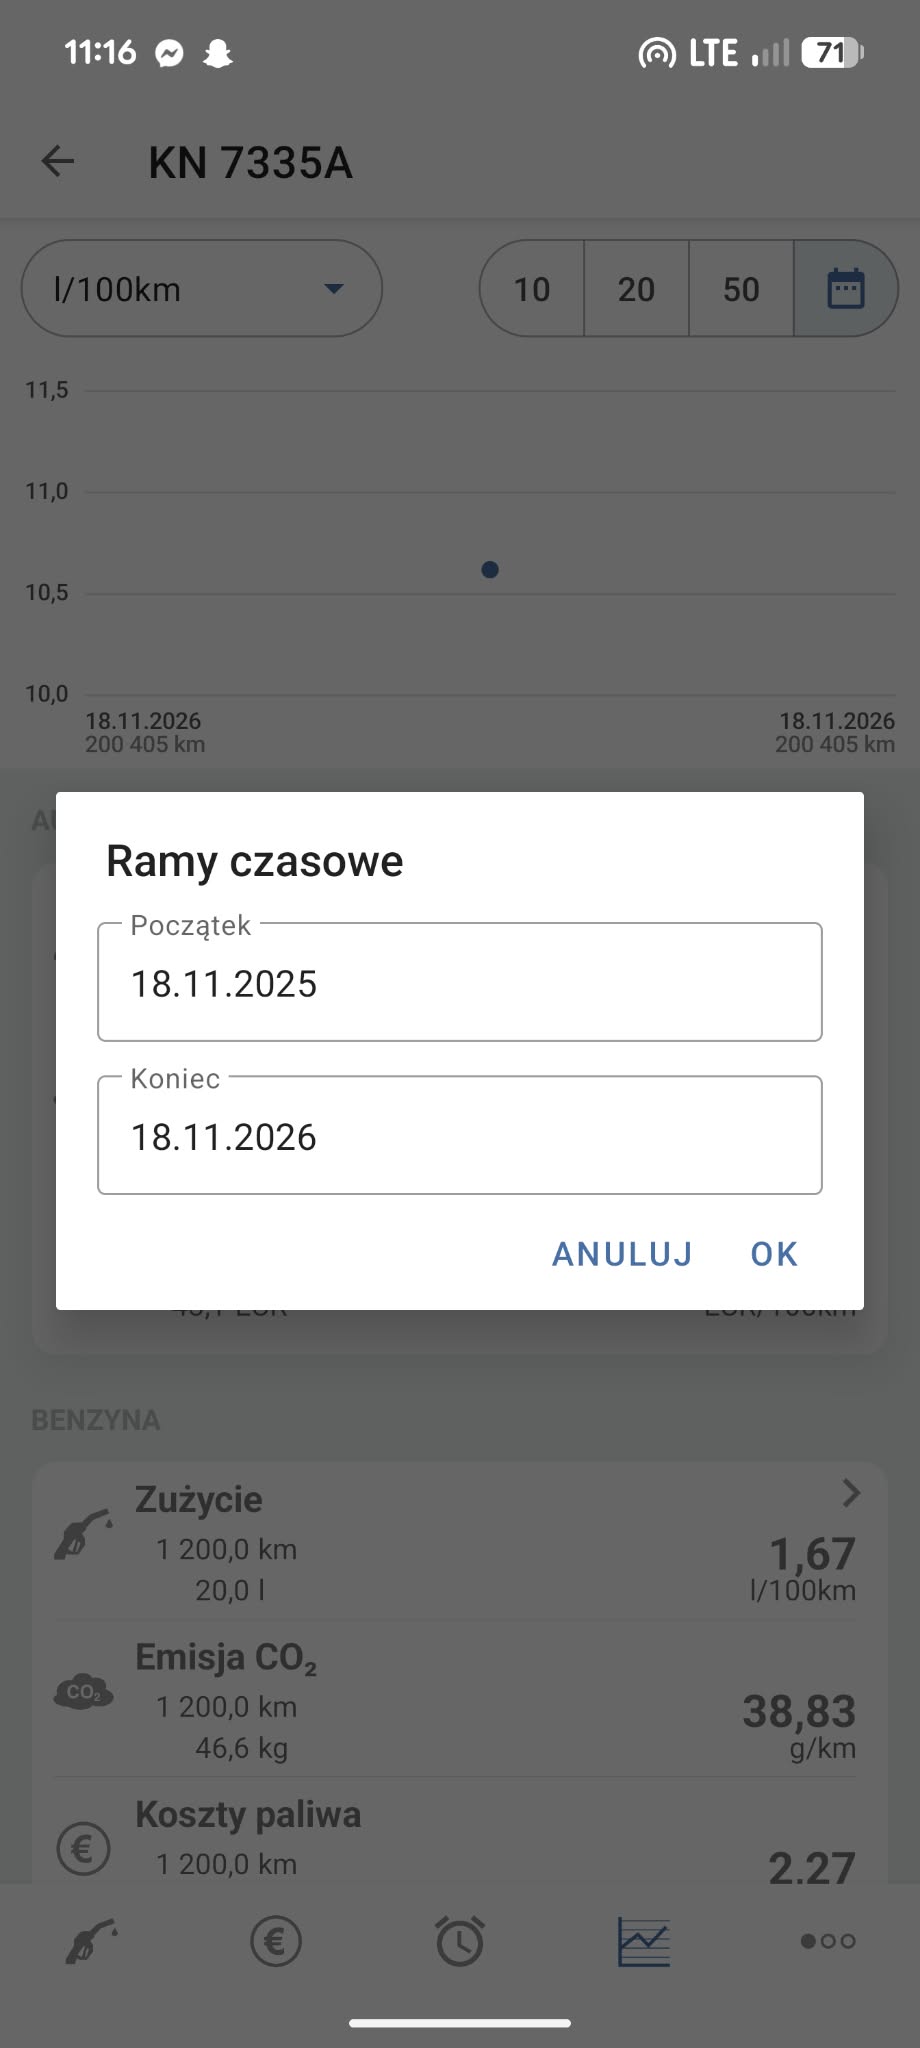 11:16 LTE 71
KN 7335A
l/100km 10 20 50
11,5
11,0
10,5
10,0
18.11.2026 18.11.2026
200 405 km 200 405 km
Ramy czasowe
Początek
18.11.2025
Koniec
18.11.2026
ANULUJ OK
BENZYNA
Zużycie
1 200,0 km 1,67
20,0 l l/100km
Emisja CO₂
CO₂
1 200,0 km 38,83
46,6 kg g/km
Koszty paliwa
€
1 200,0 km 2,27
€